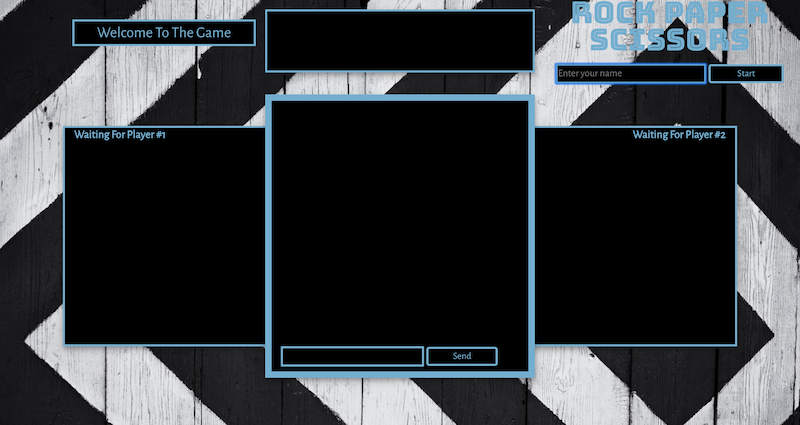 Welcome To The Game
ROCK PAPER
SCISSORS
Enter your name
Start
Waiting For Player #1
Waiting For Player #2
Send